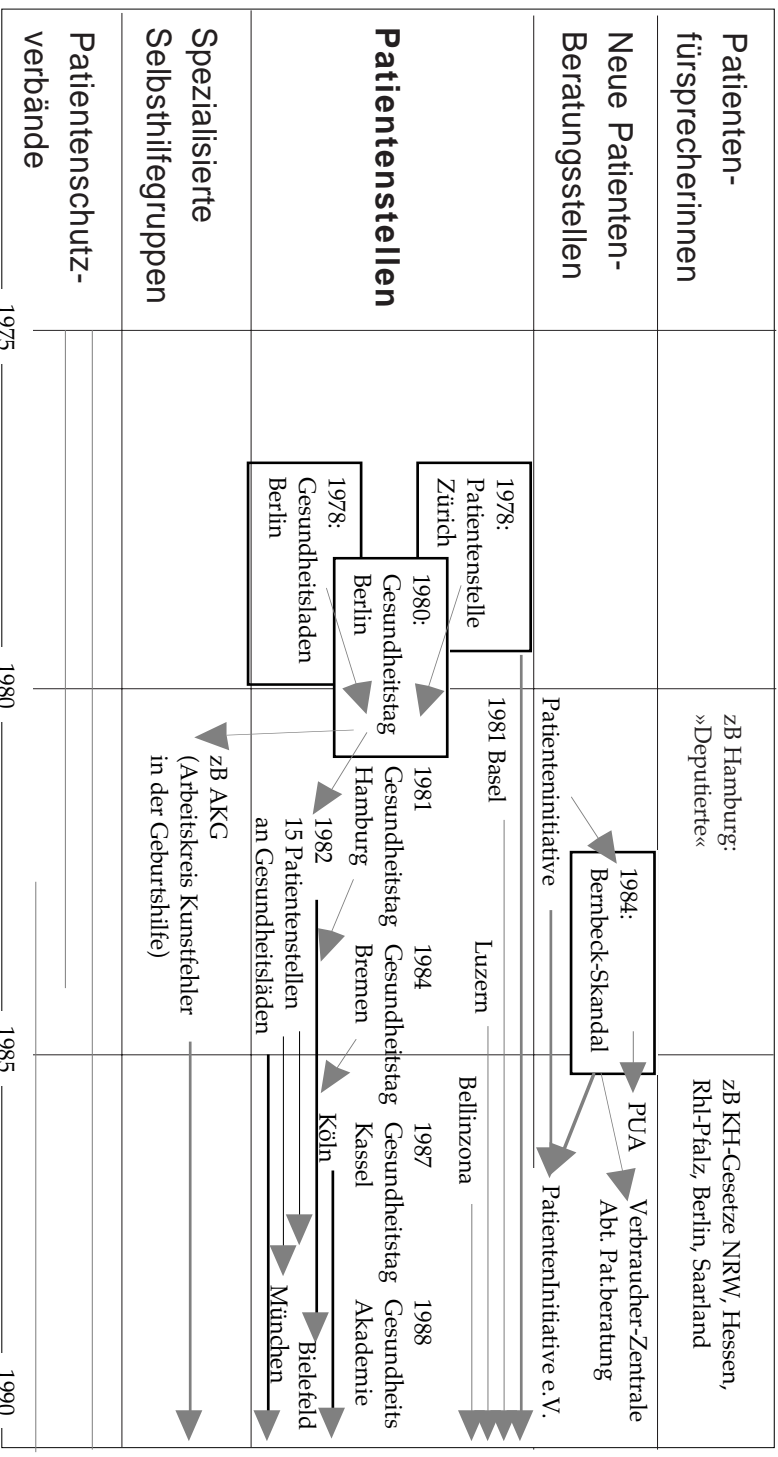 Patienten-
fürsprecherinnen
zB Hamburg:
»Deputierte«
zB KH-Gesetze NRW, Hessen,
Rhl-Pfalz, Berlin, Saarland
Neue Patienten-
Beratungsstellen
Patienteninitiative
1984:
Bernbeck-Skandal
PUA
Verbraucher-Zentrale
Abt. Pat.beratung
PatientenInitiative e.V.
Patientenstellen
1978:
Patientenstelle
Zürich
1981 Basel
Luzern
Bellinzona
1980:
Gesundheitstag
Berlin
1981
Gesundheitstag
Hamburg
1984
Gesundheitstag
Bremen
1987
Gesundheitstag
Kassel
1988
Gesundheits
Akademie
1978:
Gesundheitsladen
Berlin
1982
15 Patientenstellen
an Gesundheitsläden
Köln
Bielefeld
München
Spezialisierte
Selbsthilfegruppen
zB AKG
(Arbeitskreis Kunstfehler
in der Geburtshilfe)
Patientenschutz-
verbände
1975
1980
1985
1990